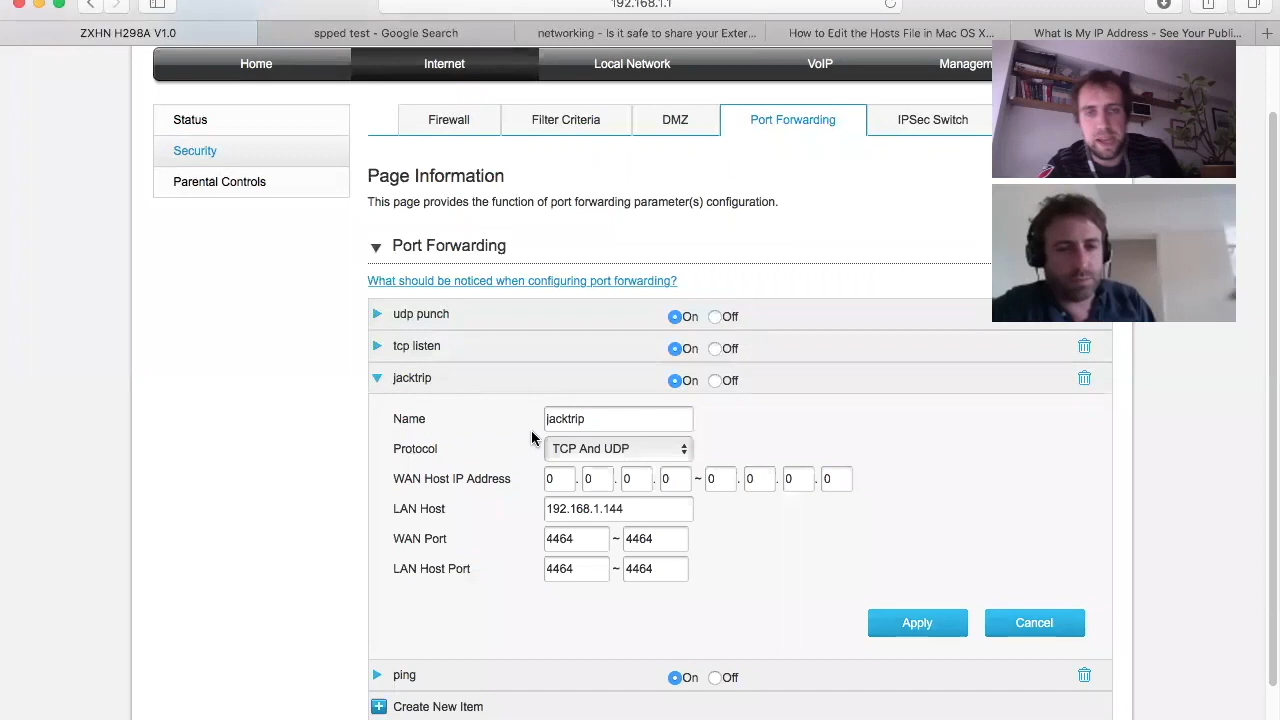 192.168.1.1
ZXHN H298A V1.0
spped test - Google Search
networking - Is it safe to share your Exter...
How to Edit the Hosts File in Mac OS X...
What Is My IP Address - See Your Publi...
Home
Internet
Local Network
VoIP
Managem
Status
Security
Parental Controls
Firewall
Filter Criteria
DMZ
Port Forwarding
IPSec Switch
Page Information
This page provides the function of port forwarding parameter(s) configuration.
Port Forwarding
What should be noticed when configuring port forwarding?
udp punch On Off
tcp listen On Off
jacktrip On Off
Name jacktrip
Protocol TCP And UDP
WAN Host IP Address 0 . 0 . 0 . 0 ~ 0 . 0 . 0 . 0
LAN Host 192.168.1.144
WAN Port 4464 ~ 4464
LAN Host Port 4464 ~ 4464
Apply Cancel
ping On Off
Create New Item